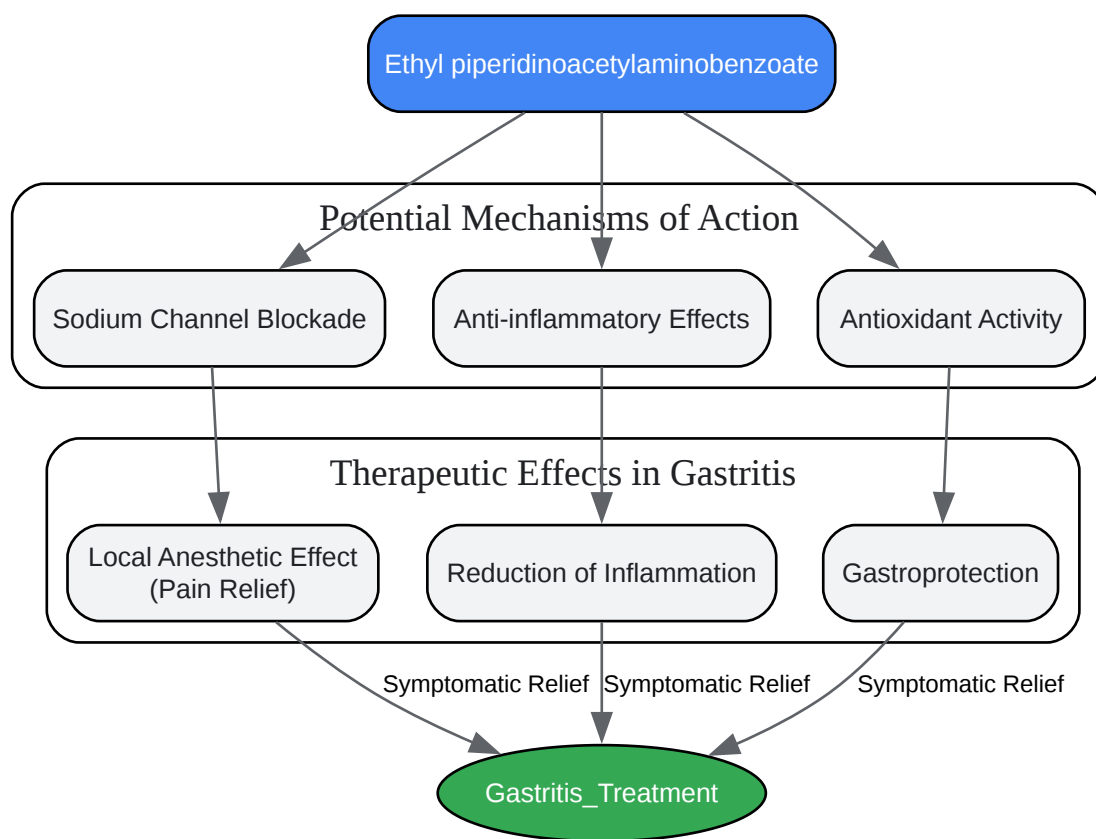 Ethyl piperidinoacetylaminobenzoate
Potential Mechanisms of Action
Sodium Channel Blockade
Anti-inflammatory Effects
Antioxidant Activity
Therapeutic Effects in Gastritis
Local Anesthetic Effect
(Pain Relief)
Reduction of Inflammation
Gastroprotection
Symptomatic Relief
Symptomatic Relief
Symptomatic Relief
Gastritis_Treatment